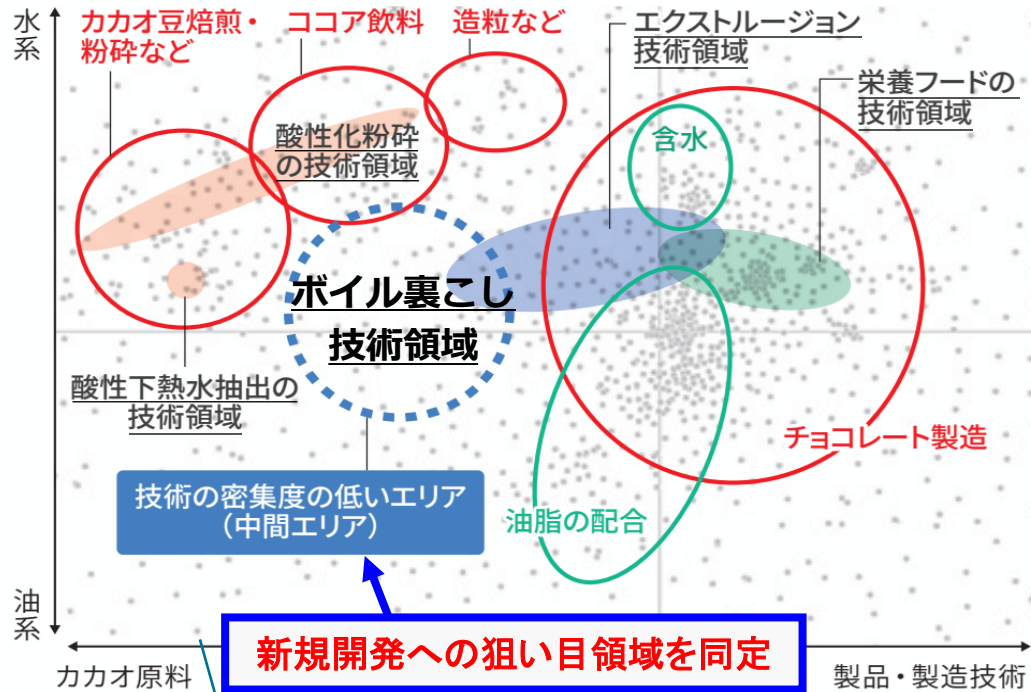 水系
カカオ豆焙煎・
粉砕など
ココア飲料
造粒など
エクストルージョン
技術領域
栄養フードの
技術領域
含水
酸性化粉砕
の技術領域
ボイル裏こし
技術領域
酸性下熱水抽出の
技術領域
チョコレート製造
技術の密集度の低いエリア
（中間エリア）
油脂の配合
油系
新規開発への狙い目領域を同定
カカオ原料
製品・製造技術